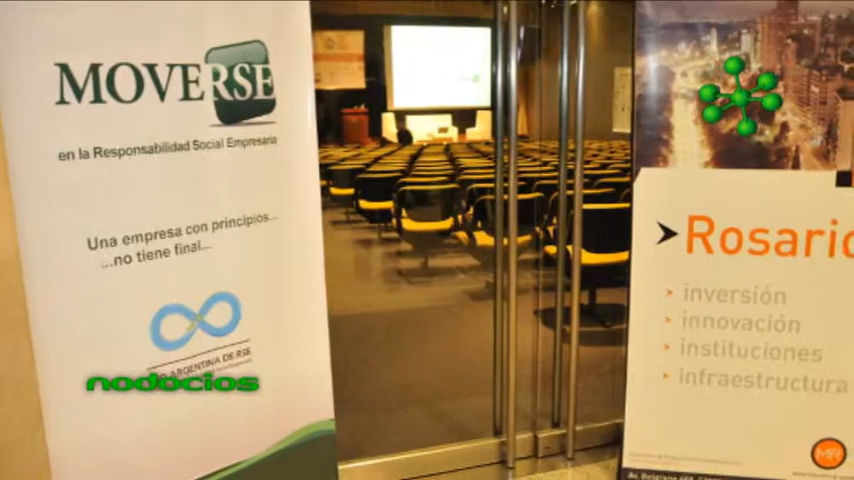 MOVERSE
en la Responsabilidad Social Empresaria
Una empresa con principios...
...no tiene final...
ARGENTINA DE RSE
nodocios
Rosario
inversión
innovación
instituciones
infraestructura
MR